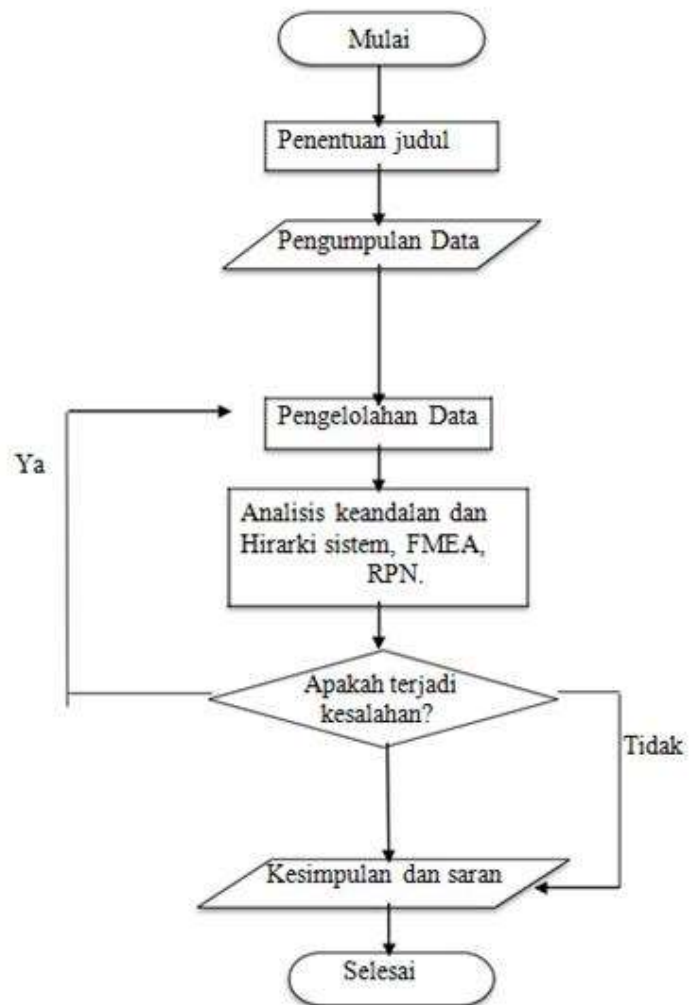 Mulai
Penentuan judul
Pengumpulan Data
Pengelolahan Data
Ya
Analisis keandalan dan
Hirarki sistem, FMEA,
RPN.
Apakah terjadi
kesalahan?
Tidak
Kesimpulan dan saran
Selesai